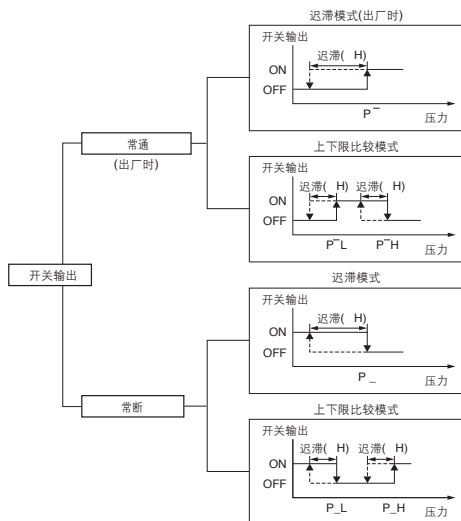 迟滞模式(出厂时)
开关输出
迟滞( H)
ON
OFF
P‾
压力
常通
(出厂时)
上下限比较模式
开关输出
迟滞( H) 迟滞( H)
ON
OFF
P‾L P‾H
压力
开关输出
迟滞模式
开关输出
迟滞( H)
ON
OFF
P_
压力
常断
上下限比较模式
开关输出
迟滞( H) 迟滞( H)
ON
OFF
P_L P_H
压力